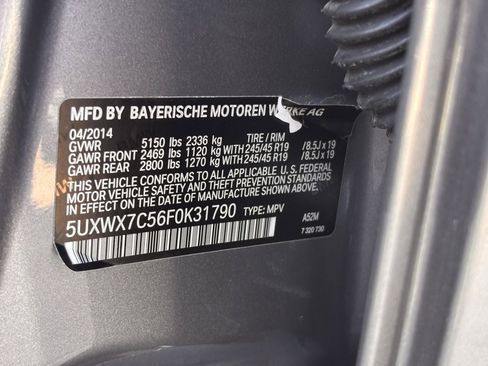 MFD BY BAYERISCHE MOTOREN WERKE AG
04/2014
GVWR 5150 lbs 2336 kg TIRE / RIM
GAWR FRONT 2469 lbs 1120 kg WITH 245/45 R19 /8.5J x 19
GAWR REAR 2800 lbs 1270 kg WITH 245/45 R19 /8.5J x 19
THIS VEHICLE CONFORMS TO ALL APPLICABLE U.S. FEDERAL
MOTOR VEHICLE SAFETY AND THEFT PREVENTION STANDARDS
IN EFFECT ON THE DATE OF MANUFACTURE SHOWN ABOVE.
5UXWX7C56F0K31790 TYPE: MPV A52M
7 320 730